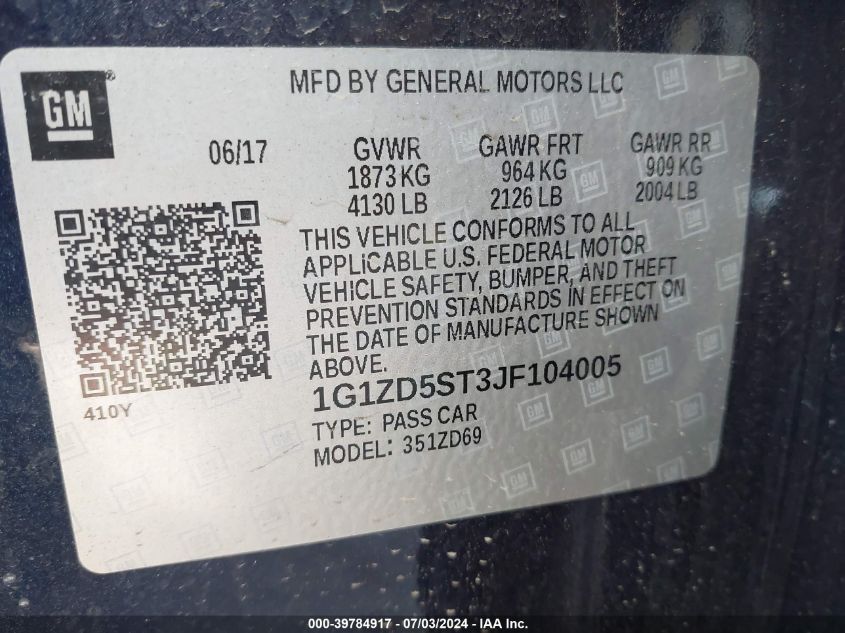 GM®
MFD BY GENERAL MOTORS LLC
06/17
GVWR
1873 KG
4130 LB
GAWR FRT
964 KG
2126 LB
GAWR RR
909 KG
2004 LB
THIS VEHICLE CONFORMS TO ALL
APPLICABLE U.S. FEDERAL MOTOR
VEHICLE SAFETY, BUMPER, AND THEFT
PREVENTION STANDARDS IN EFFECT ON
THE DATE OF MANUFACTURE SHOWN
ABOVE.
1G1ZD5ST3JF104005
TYPE: PASS CAR
MODEL: 351ZD69
410Y
000-39784917 - 07/03/2024 - IAA Inc.